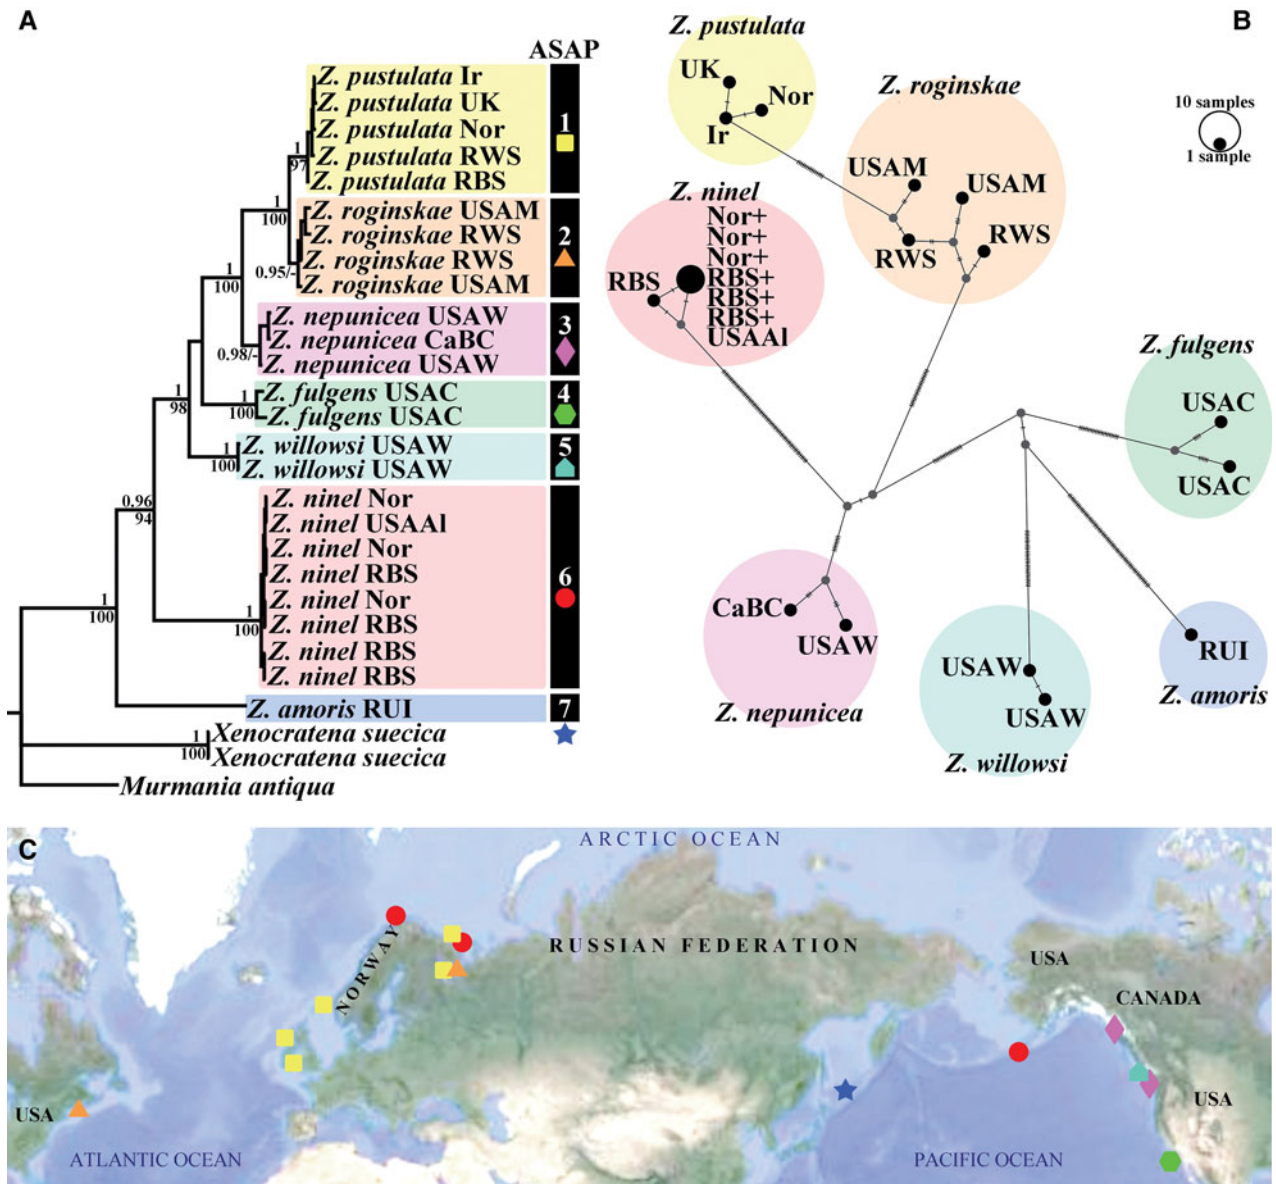 A
ASAP
Z. pustulata Ir
Z. pustulata UK
Z. pustulata Nor
Z. pustulata RWS
Z. pustulata RBS
1
1
97
Z. roginskae USAM
Z. roginskae RWS
Z. roginskae RWS
Z. roginskae USAM
2
1
100
0.95/-
Z. nepunicea USAW
Z. nepunicea CaBC
Z. nepunicea USAW
3
1
100
0.98/-
Z. fulgens USAC
Z. fulgens USAC
4
1
100
1
98
Z. willowsi USAW
Z. willowsi USAW
5
1
100
Z. ninel Nor
Z. ninel USAAl
Z. ninel Nor
Z. ninel RBS
Z. ninel Nor
Z. ninel RBS
Z. ninel RBS
Z. ninel RBS
6
0.96
94
1
100
1
100
Z. amoris RUI
7
Xenocratena suecica
Xenocratena suecica
1
100
Murmania antiqua
B
Z. pustulata
UK
Nor
Ir
Z. roginskae
USAM
USAM
RWS
RWS
10 samples
1 sample
Z. ninel
Nor+
Nor+
Nor+
RBS+
RBS+
RBS+
USAAl
RBS
Z. fulgens
USAC
USAC
CaBC
USAW
Z. nepunicea
USAW
USAW
Z. willowsi
RUI
Z. amoris
C
ARCTIC OCEAN
NORWAY
RUSSIAN FEDERATION
USA
CANADA
USA
USA
ATLANTIC OCEAN
PACIFIC OCEAN